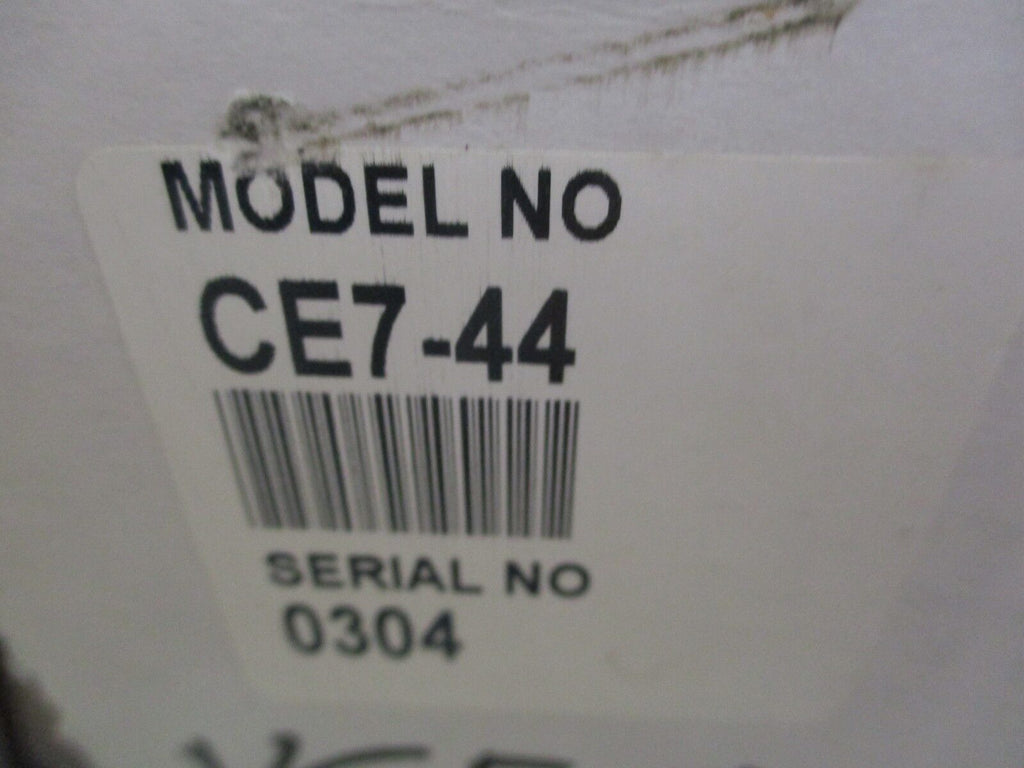 MODEL NO
CE7-44
SERIAL NO
0304